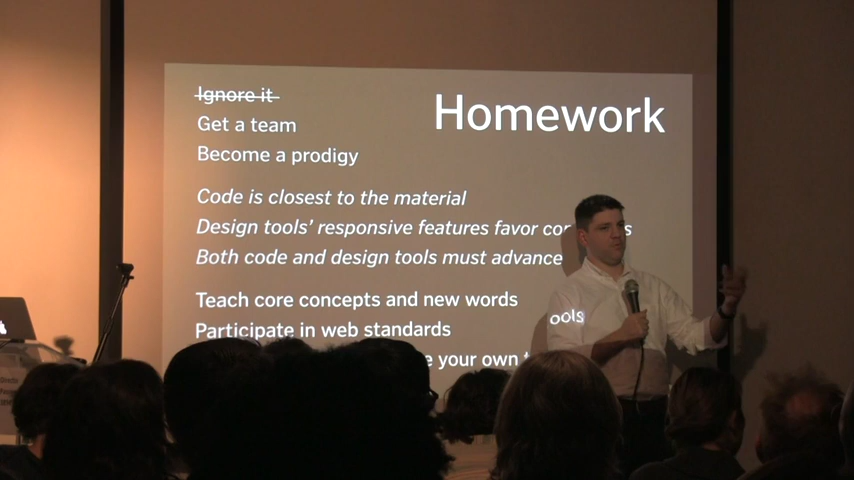 Ignore it
Get a team
Become a prodigy
Homework
Code is closest to the material
Design tools' responsive features favor
Both code and design tools must advance
Teach core concepts and new words
Participate in web standards
your own
ools